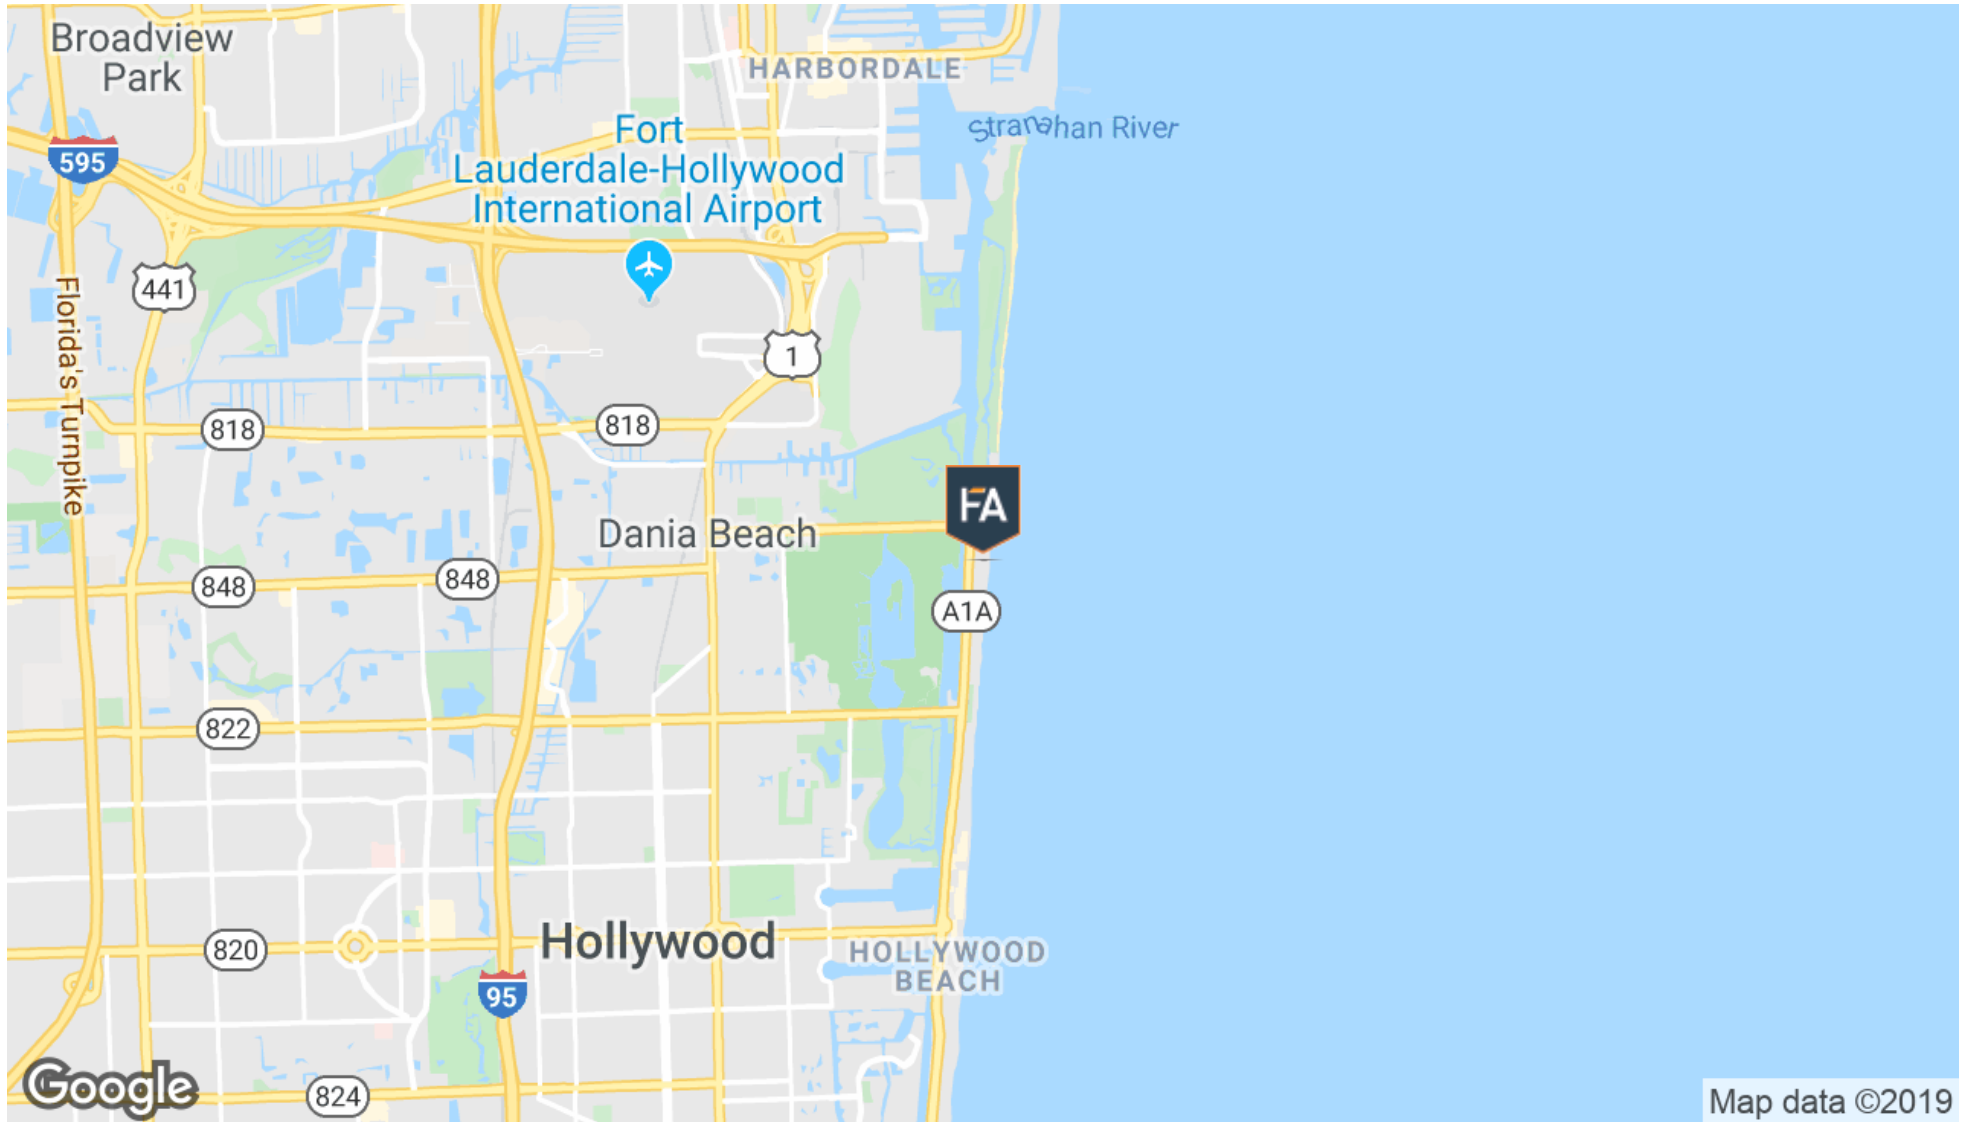 Broadview
Park
HARBORDALE
Stranahan River
Fort
Lauderdale-Hollywood
International Airport
595
441
Florida's Turnpike
1
818
818
FA
Dania Beach
848
848
A1A
822
820
Hollywood
HOLLYWOOD
BEACH
95
824
Google
Map data ©2019